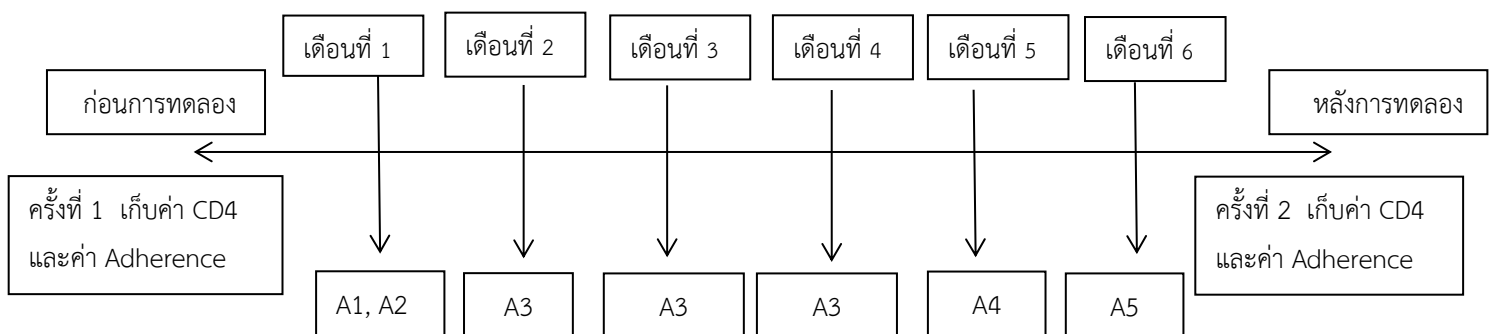 เดือนที่ 1
เดือนที่ 2
เดือนที่ 3
เดือนที่ 4
เดือนที่ 5
เดือนที่ 6
ก่อนการทดลอง
หลังการทดลอง
ครั้งที่ 1 เก็บค่า CD4
และค่า Adherence
ครั้งที่ 2 เก็บค่า CD4
และค่า Adherence
A1, A2
A3
A3
A3
A4
A5